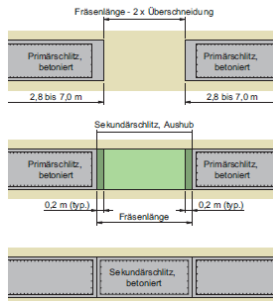 Fräsenlänge - 2 x Überschneidung
Primärschlitz,
betoniert
Primärschlitz,
betoniert
2,8 bis 7,0 m
2,8 bis 7,0 m
Sekundärschlitz, Aushub
Primärschlitz,
betoniert
Primärschlitz,
betoniert
0,2 m (typ.)
0,2 m (typ.)
Fräsenlänge
Sekundärschlitz,
betoniert